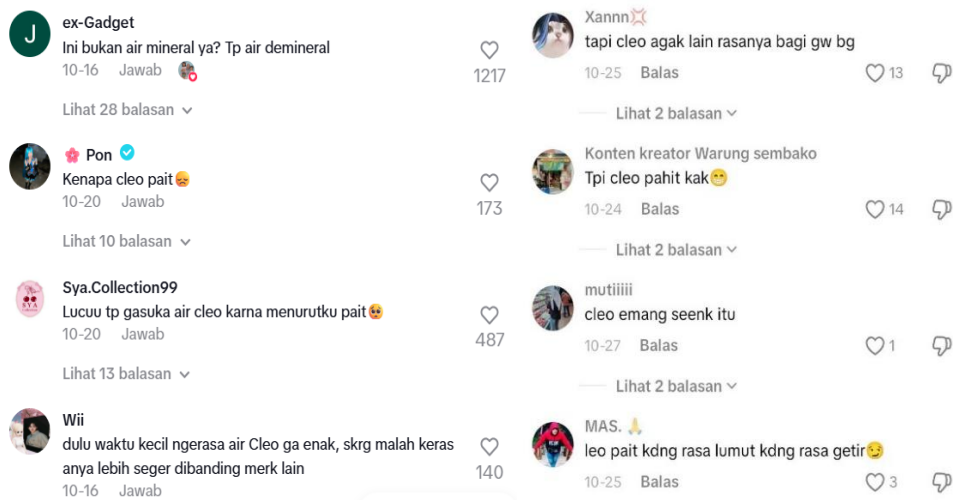 ex-Gadget
Ini bukan air mineral ya? Tp air demineral
10-16 Jawab
1217
Lihat 28 balasan
🌸 Pon
Kenapa cleo pait😞
10-20 Jawab
173
Lihat 10 balasan
Sya.Collection99
Lucuu tp gasuka air cleo karna menurutku pait🥹
10-20 Jawab
487
Lihat 13 balasan
Wii
dulu waktu kecil ngerasa air Cleo ga enak, skrg malah keras
anya lebih seger dibanding merk lain
10-16 Jawab
140
Xannn💢
tapi cleo agak lain rasanya bagi gw bg
10-25 Balas
13
Lihat 2 balasan
Konten kreator Warung sembako
Tpi cleo pahit kak😁
10-24 Balas
14
Lihat 2 balasan
mutiiiii
cleo emang seenk itu
10-27 Balas
1
Lihat 2 balasan
MAS. 🙏
leo pait kdng rasa lumut kdng rasa getir😏
10-25 Balas
3